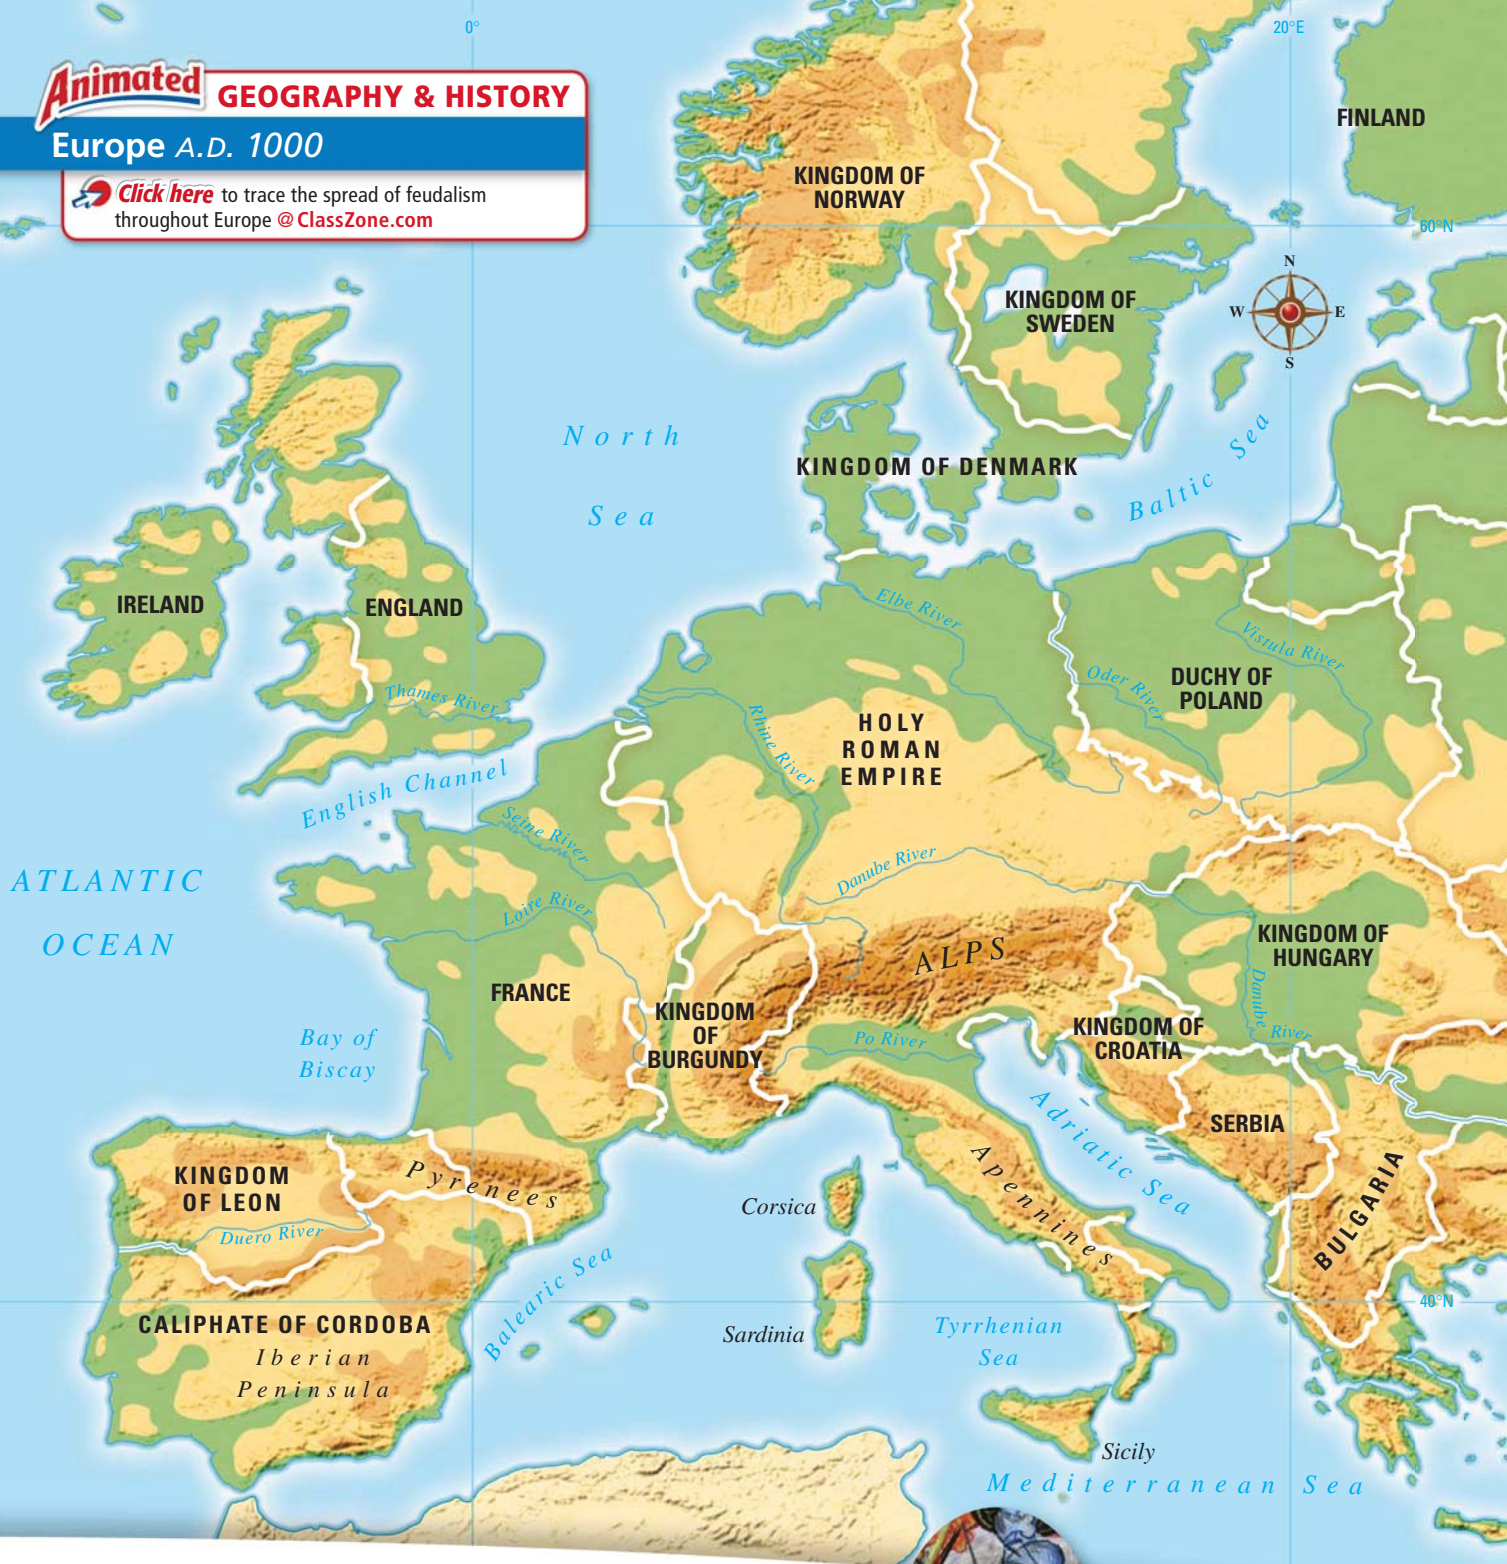 0°
20°E
Animated
GEOGRAPHY & HISTORY
Europe A.D. 1000
Click here to trace the spread of feudalism
throughout Europe @ ClassZone.com
FINLAND
KINGDOM OF
NORWAY
60°N
N
W
E
S
KINGDOM OF
SWEDEN
North
Sea
Baltic Sea
KINGDOM OF DENMARK
IRELAND
ENGLAND
Thames River
English Channel
Elbe River
Vistula River
Oder River
DUCHY OF
POLAND
Rhine River
HOLY
ROMAN
EMPIRE
Seine River
Danube River
ATLANTIC
OCEAN
Loire River
ALPS
KINGDOM OF
HUNGARY
Danube River
FRANCE
KINGDOM
OF
BURGUNDY
Po River
KINGDOM OF
CROATIA
Bay of
Biscay
Adriatic Sea
SERBIA
BULGARIA
KINGDOM
OF LEON
Pyrenees
Apennines
Duero River
Corsica
Balearic Sea
40°N
CALIPHATE OF CORDOBA
Iberian
Peninsula
Sardinia
Tyrrhenian
Sea
Sicily
Mediterranean Sea